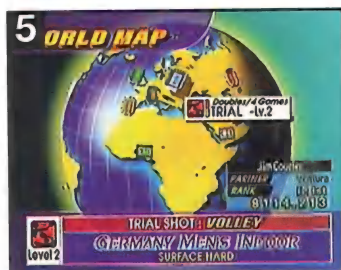 5
ORLD MAP
Doubles/4 Games
TRIAL -Lv.2
Jim Courier
PARTNER
RANK
TRIAL SHOT : VOLLEY
Level 2
GERMANY MEN'S INDOOR
SURFACE HARD